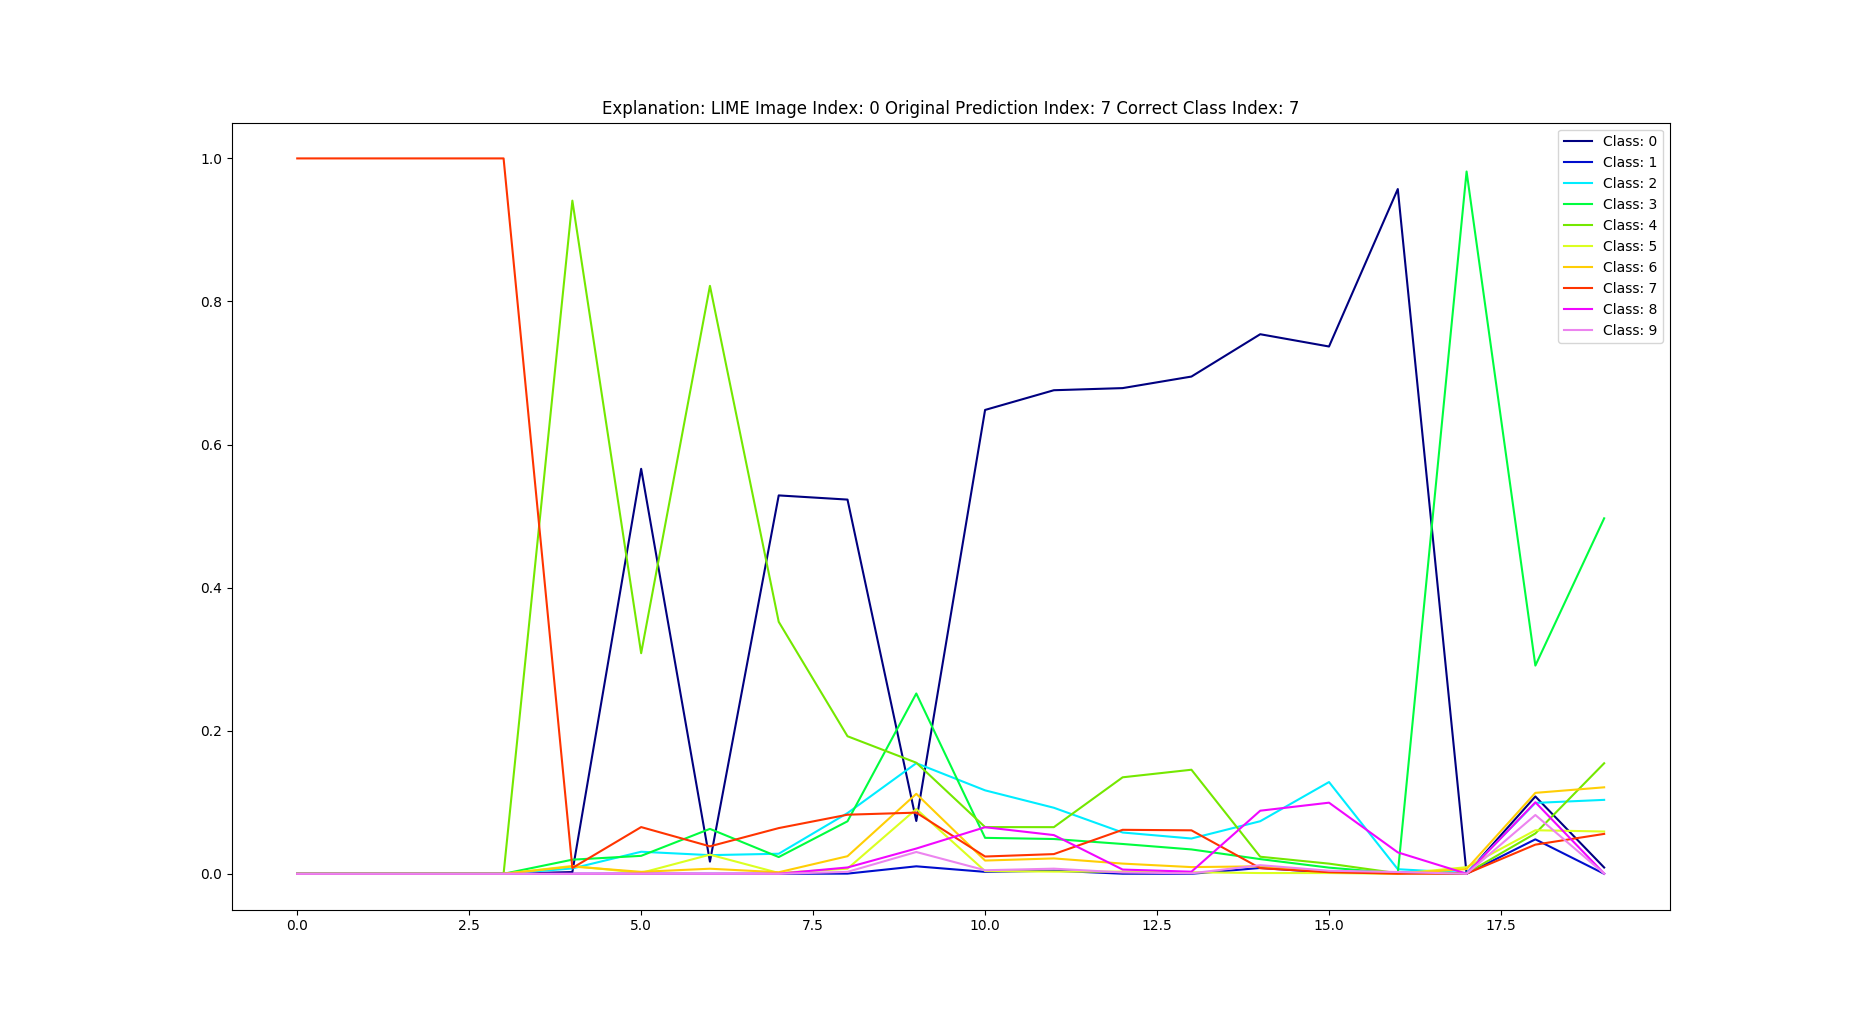 Explanation: LIME Image Index: 0 Original Prediction Index: 7 Correct Class Index: 7
1.0
0.8
0.6
0.4
0.2
0.0
0.0 2.5 5.0 7.5 10.0 12.5 15.0 17.5
Class: 0
Class: 1
Class: 2
Class: 3
Class: 4
Class: 5
Class: 6
Class: 7
Class: 8
Class: 9